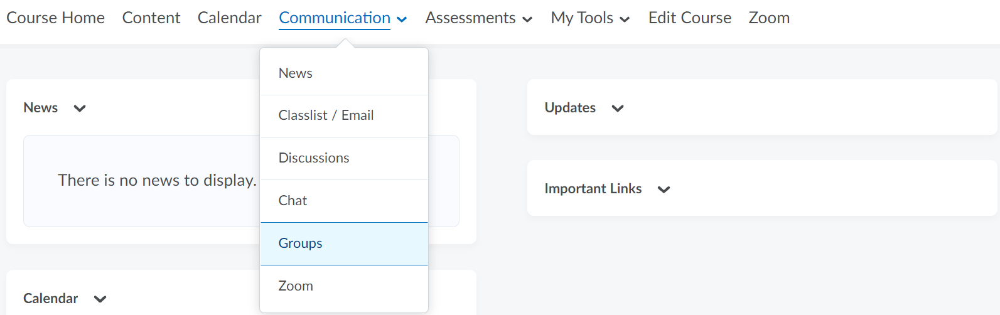 Course Home Content Calendar Communication Assessments My Tools Edit Course Zoom
News
Classlist / Email
Discussions
Chat
Groups
Zoom
News
There is no news to display.
Calendar
Updates
Important Links